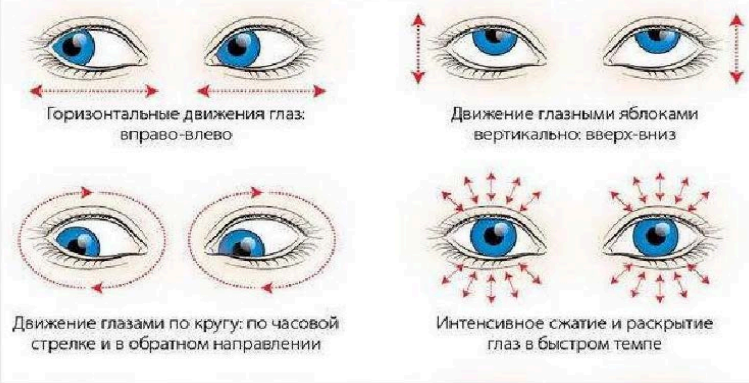 Горизонтальные движения глаз:
вправо-влево
Движение глазными яблоками
вертикально: вверх-вниз
Движение глазами по кругу: по часовой
стрелке и в обратном направлении
Интенсивное сжатие и раскрытие
глаз в быстром темпе